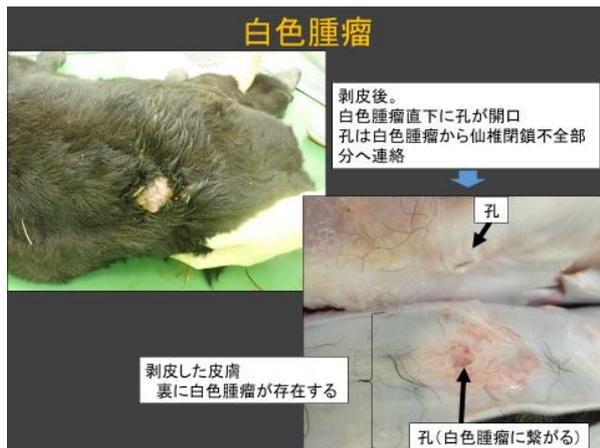 白色腫瘤
剥皮後。
白色腫瘤直下に孔が開口
孔は白色腫瘤から仙椎閉鎖不全部
分へ連絡
孔
剥皮した皮膚
裏に白色腫瘤が存在する
孔(白色腫瘤に繋がる)